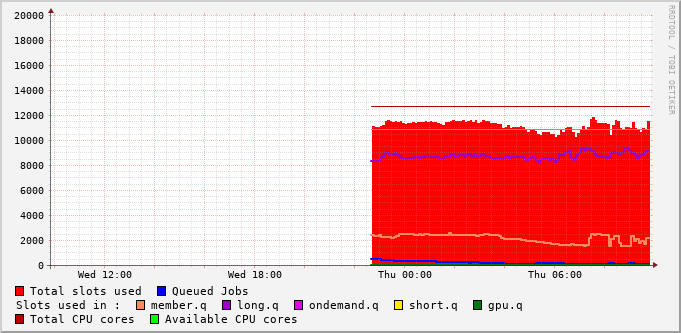 20000
18000
16000
14000
12000
10000
8000
6000
4000
2000
0
Wed 12:00 Wed 18:00 Thu 00:00 Thu 06:00
RRDTOOL / TOBI OETIKER
Total slots used Queued Jobs
Slots used in : member.q long.q ondemand.q short.q gpu.q
Total CPU cores Available CPU cores